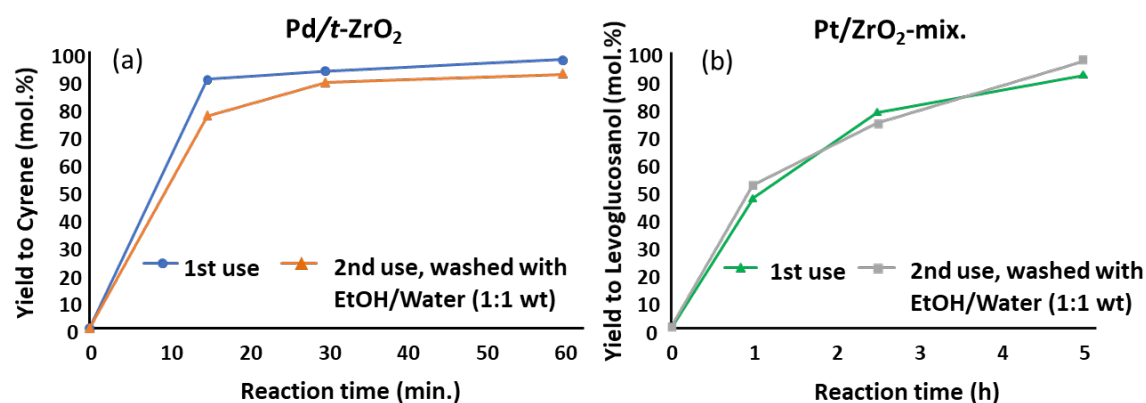 Pd/t-ZrO2
(a)
Yield to Cyrene (mol.%)
100
90
80
70
60
50
40
30
20
10
0
1st use
2nd use, washed with
EtOH/Water (1:1 wt)
0 10 20 30 40 50 60
Reaction time (min.)
Pt/ZrO2-mix.
(b)
Yield to Levoglucosanol (mol.%)
100
90
80
70
60
50
40
30
20
10
0
1st use
2nd use, washed with
EtOH/Water (1:1 wt)
0 1 2 3 4 5
Reaction time (h)